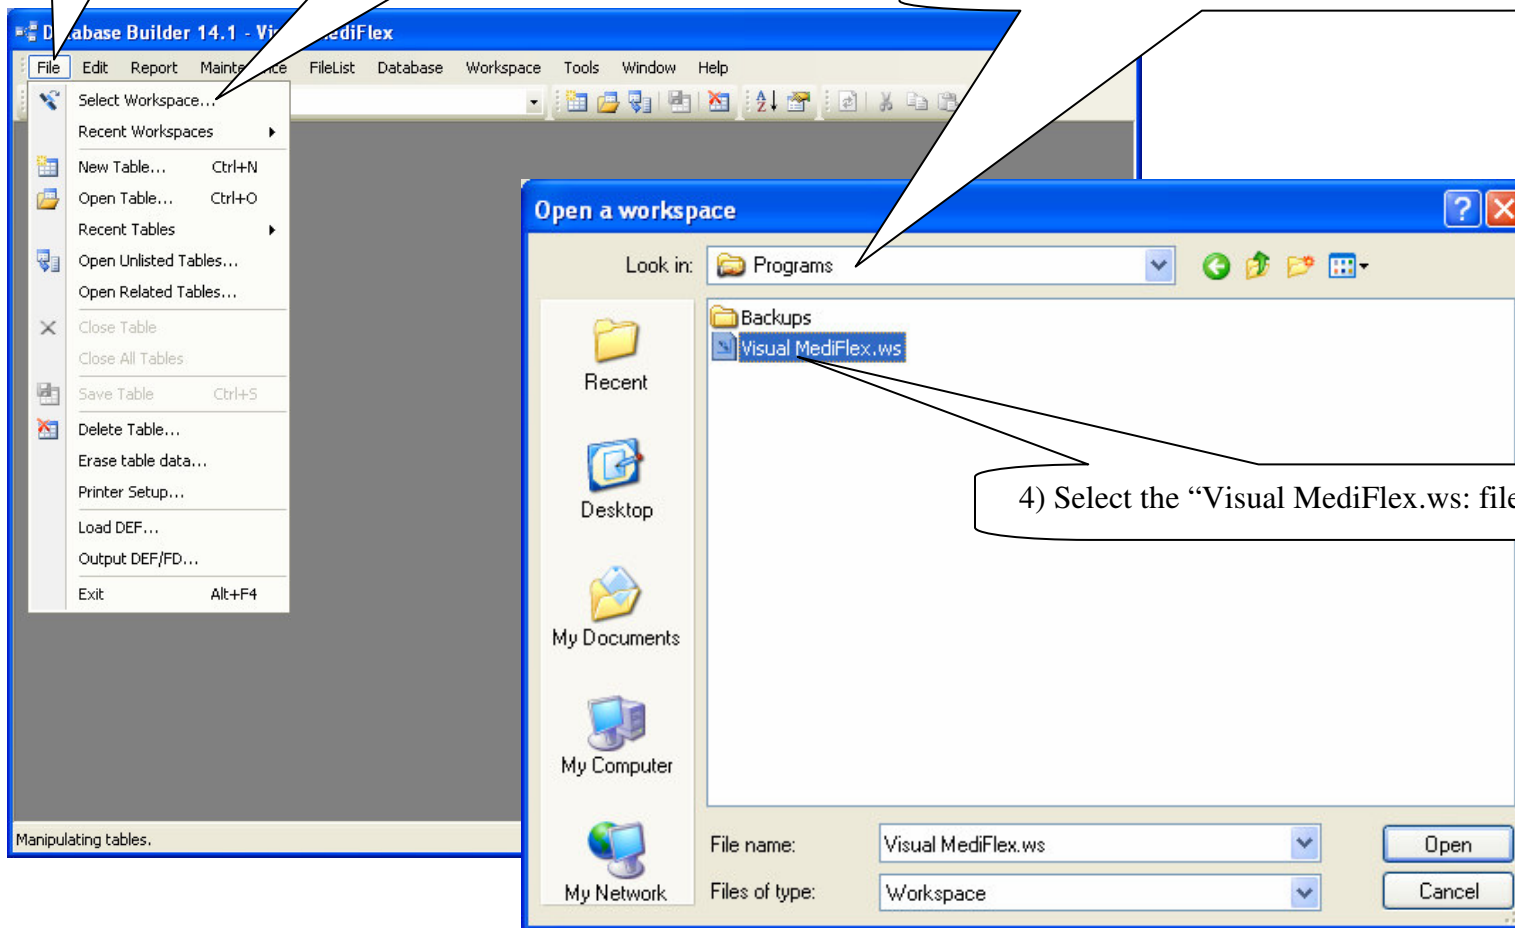 Database Builder 14.1 - Visual MediFlex
File Edit Report Maintenance FileList Database Workspace Tools Window Help
Select Workspace...
Recent Workspaces
New Table... Ctrl+N
Open Table... Ctrl+O
Recent Tables
Open Unlisted Tables...
Open Related Tables...
Close Table
Close All Tables
Save Table Ctrl+S
Delete Table...
Erase table data...
Printer Setup...
Load DEF...
Output DEF/FD...
Exit Alt+F4
Manipulating tables.
Open a workspace
Look in: Programs
Backups
Visual MediFlex.ws
Recent
Desktop
My Documents
My Computer
My Network
4) Select the “Visual MediFlex.ws: file
File name: Visual MediFlex.ws Open
Files of type: Workspace Cancel